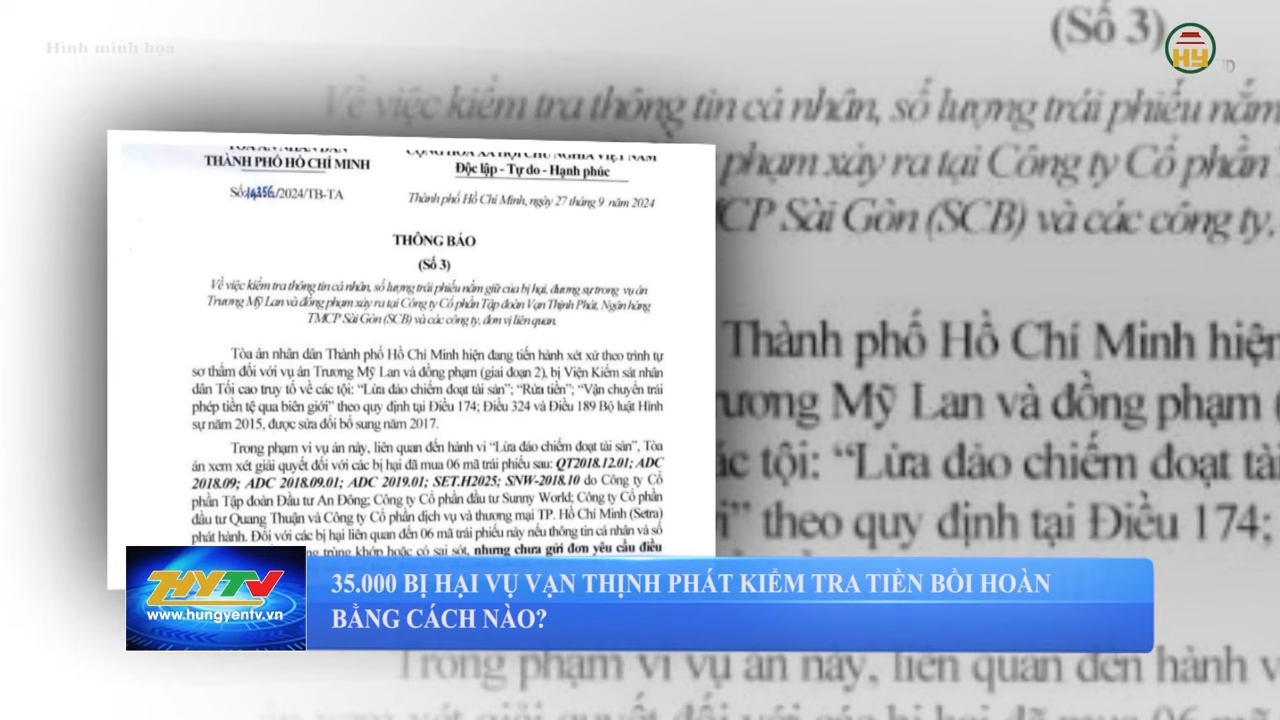 Hình minh họa
(Số 3)
HY
Về việc kiểm tra thông tin cá nhân, số lượng trái phiếu nắm
phạm xảy ra tại Công ty Cổ phần
CP Sài Gòn (SCB) và các công ty,
Thành phố Hồ Chí Minh hiện
ương Mỹ Lan và đồng phạm (
ác tội: “Lừa đảo chiếm đoạt tài
” theo quy định tại Điều 174;
Trong phạm vi vụ án này, liên quan đến hành v
TÒA ÁN NHÂN DÂN
THÀNH PHỐ HỒ CHÍ MINH
CỘNG HÒA XÃ HỘI CHỦ NGHĨA VIỆT NAM
Độc lập - Tự do - Hạnh phúc
Số: /2024/TB-TA
Thành phố Hồ Chí Minh, ngày 27 tháng 9 năm 2024
THÔNG BÁO
(Số 3)
Về việc kiểm tra thông tin cá nhân, số lượng trái phiếu nắm giữ của bị hại, đương sự trong vụ án
Trương Mỹ Lan và đồng phạm xảy ra tại Công ty Cổ phần Tập đoàn Vạn Thịnh Phát, Ngân hàng
TMCP Sài Gòn (SCB) và các công ty, đơn vị liên quan.
Tòa án nhân dân Thành phố Hồ Chí Minh hiện đang tiến hành xét xử theo trình tự
sơ thẩm đối với vụ án Trương Mỹ Lan và đồng phạm (giai đoạn 2), bị Viện Kiểm sát nhân
dân Tối cao truy tố về các tội: “Lừa đảo chiếm đoạt tài sản”; “Rửa tiền”; “Vận chuyển trái
phép tiền tệ qua biên giới” theo quy định tại Điều 174; Điều 324 và Điều 189 Bộ luật Hình
sự năm 2015, được sửa đổi bổ sung năm 2017.
Trong phạm vi vụ án này, liên quan đến hành vi “Lừa đảo chiếm đoạt tài sản”, Tòa
án xem xét giải quyết đối với các bị hại đã mua 06 mã trái phiếu sau: QT2018.12.01; ADC
2018.09; ADC 2018.09.01; ADC 2019.01; SET.H2025; SNW-2018.10 do Công ty Cổ
phần Tập đoàn Đầu tư An Đông; Công ty Cổ phần đầu tư Sunny World; Công ty Cổ phần
đầu tư Quang Thuận và Công ty Cổ phần dịch vụ và thương mại TP. Hồ Chí Minh (Setra)
phát hành. Đối với các bị hại liên quan đến 06 mã trái phiếu này nếu thông tin cá nhân và số
trùng khớp hoặc có sai sót, nhưng chưa gửi đơn yêu cầu điều
HYTV
www.hungyentv.vn
35.000 BỊ HẠI VỤ VẠN THỊNH PHÁT KIỂM TRA TIỀN BỒI HOÀN
BẰNG CÁCH NÀO?